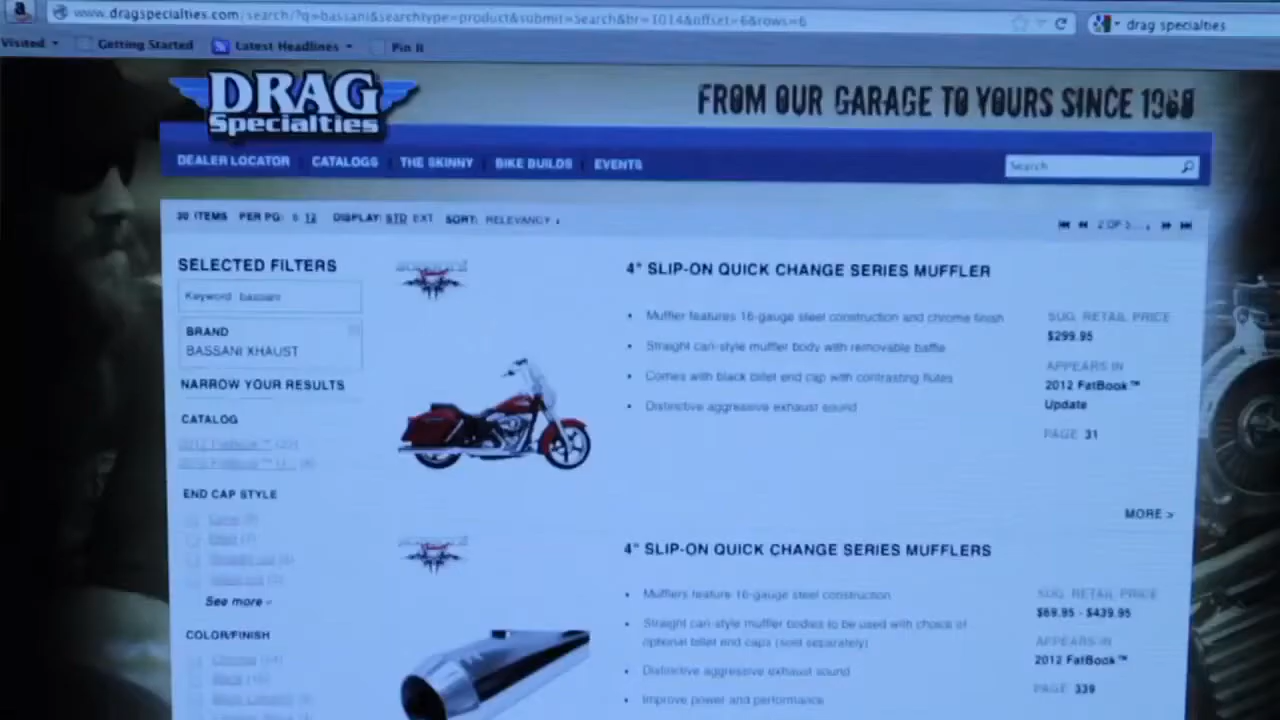 www.dragspecialties.com/search/?q=bassani&searchtype=product&submit=Search&br=1014&offset=6&rows=6
drag specialties
Visited
Getting Started
Latest Headlines
Pin It
DRAG
Specialties
FROM OUR GARAGE TO YOURS SINCE 1968
DEALER LOCATOR
CATALOGS
THE SKINNY
BIKE BUILDS
EVENTS
Search
30 ITEMS PER PG: 6 12 DISPLAY: STD EXT SORT: RELEVANCY
2 OF 5...
SELECTED FILTERS
Keyword: bassani
BRAND
BASSANI XHAUST
NARROW YOUR RESULTS
CATALOG
2012 FatBook™
END CAP STYLE
See more
COLOR/FINISH
Chrome
Black
4" SLIP-ON QUICK CHANGE SERIES MUFFLER
• Muffler features 16-gauge steel construction and chrome finish
• Straight can-style muffler body with removable baffle
• Comes with black billet end cap with contrasting flutes
• Distinctive aggressive exhaust sound
SUG. RETAIL PRICE
$299.95
APPEARS IN
2012 FatBook™
Update
PAGE 31
MORE >
4" SLIP-ON QUICK CHANGE SERIES MUFFLERS
• Mufflers feature 16-gauge steel construction
• Straight can-style muffler bodies to be used with choice of
optional billet end caps (sold separately)
• Distinctive aggressive exhaust sound
• Improve power and performance
SUG. RETAIL PRICE
$69.95 - $439.95
APPEARS IN
2012 FatBook™
PAGE 339